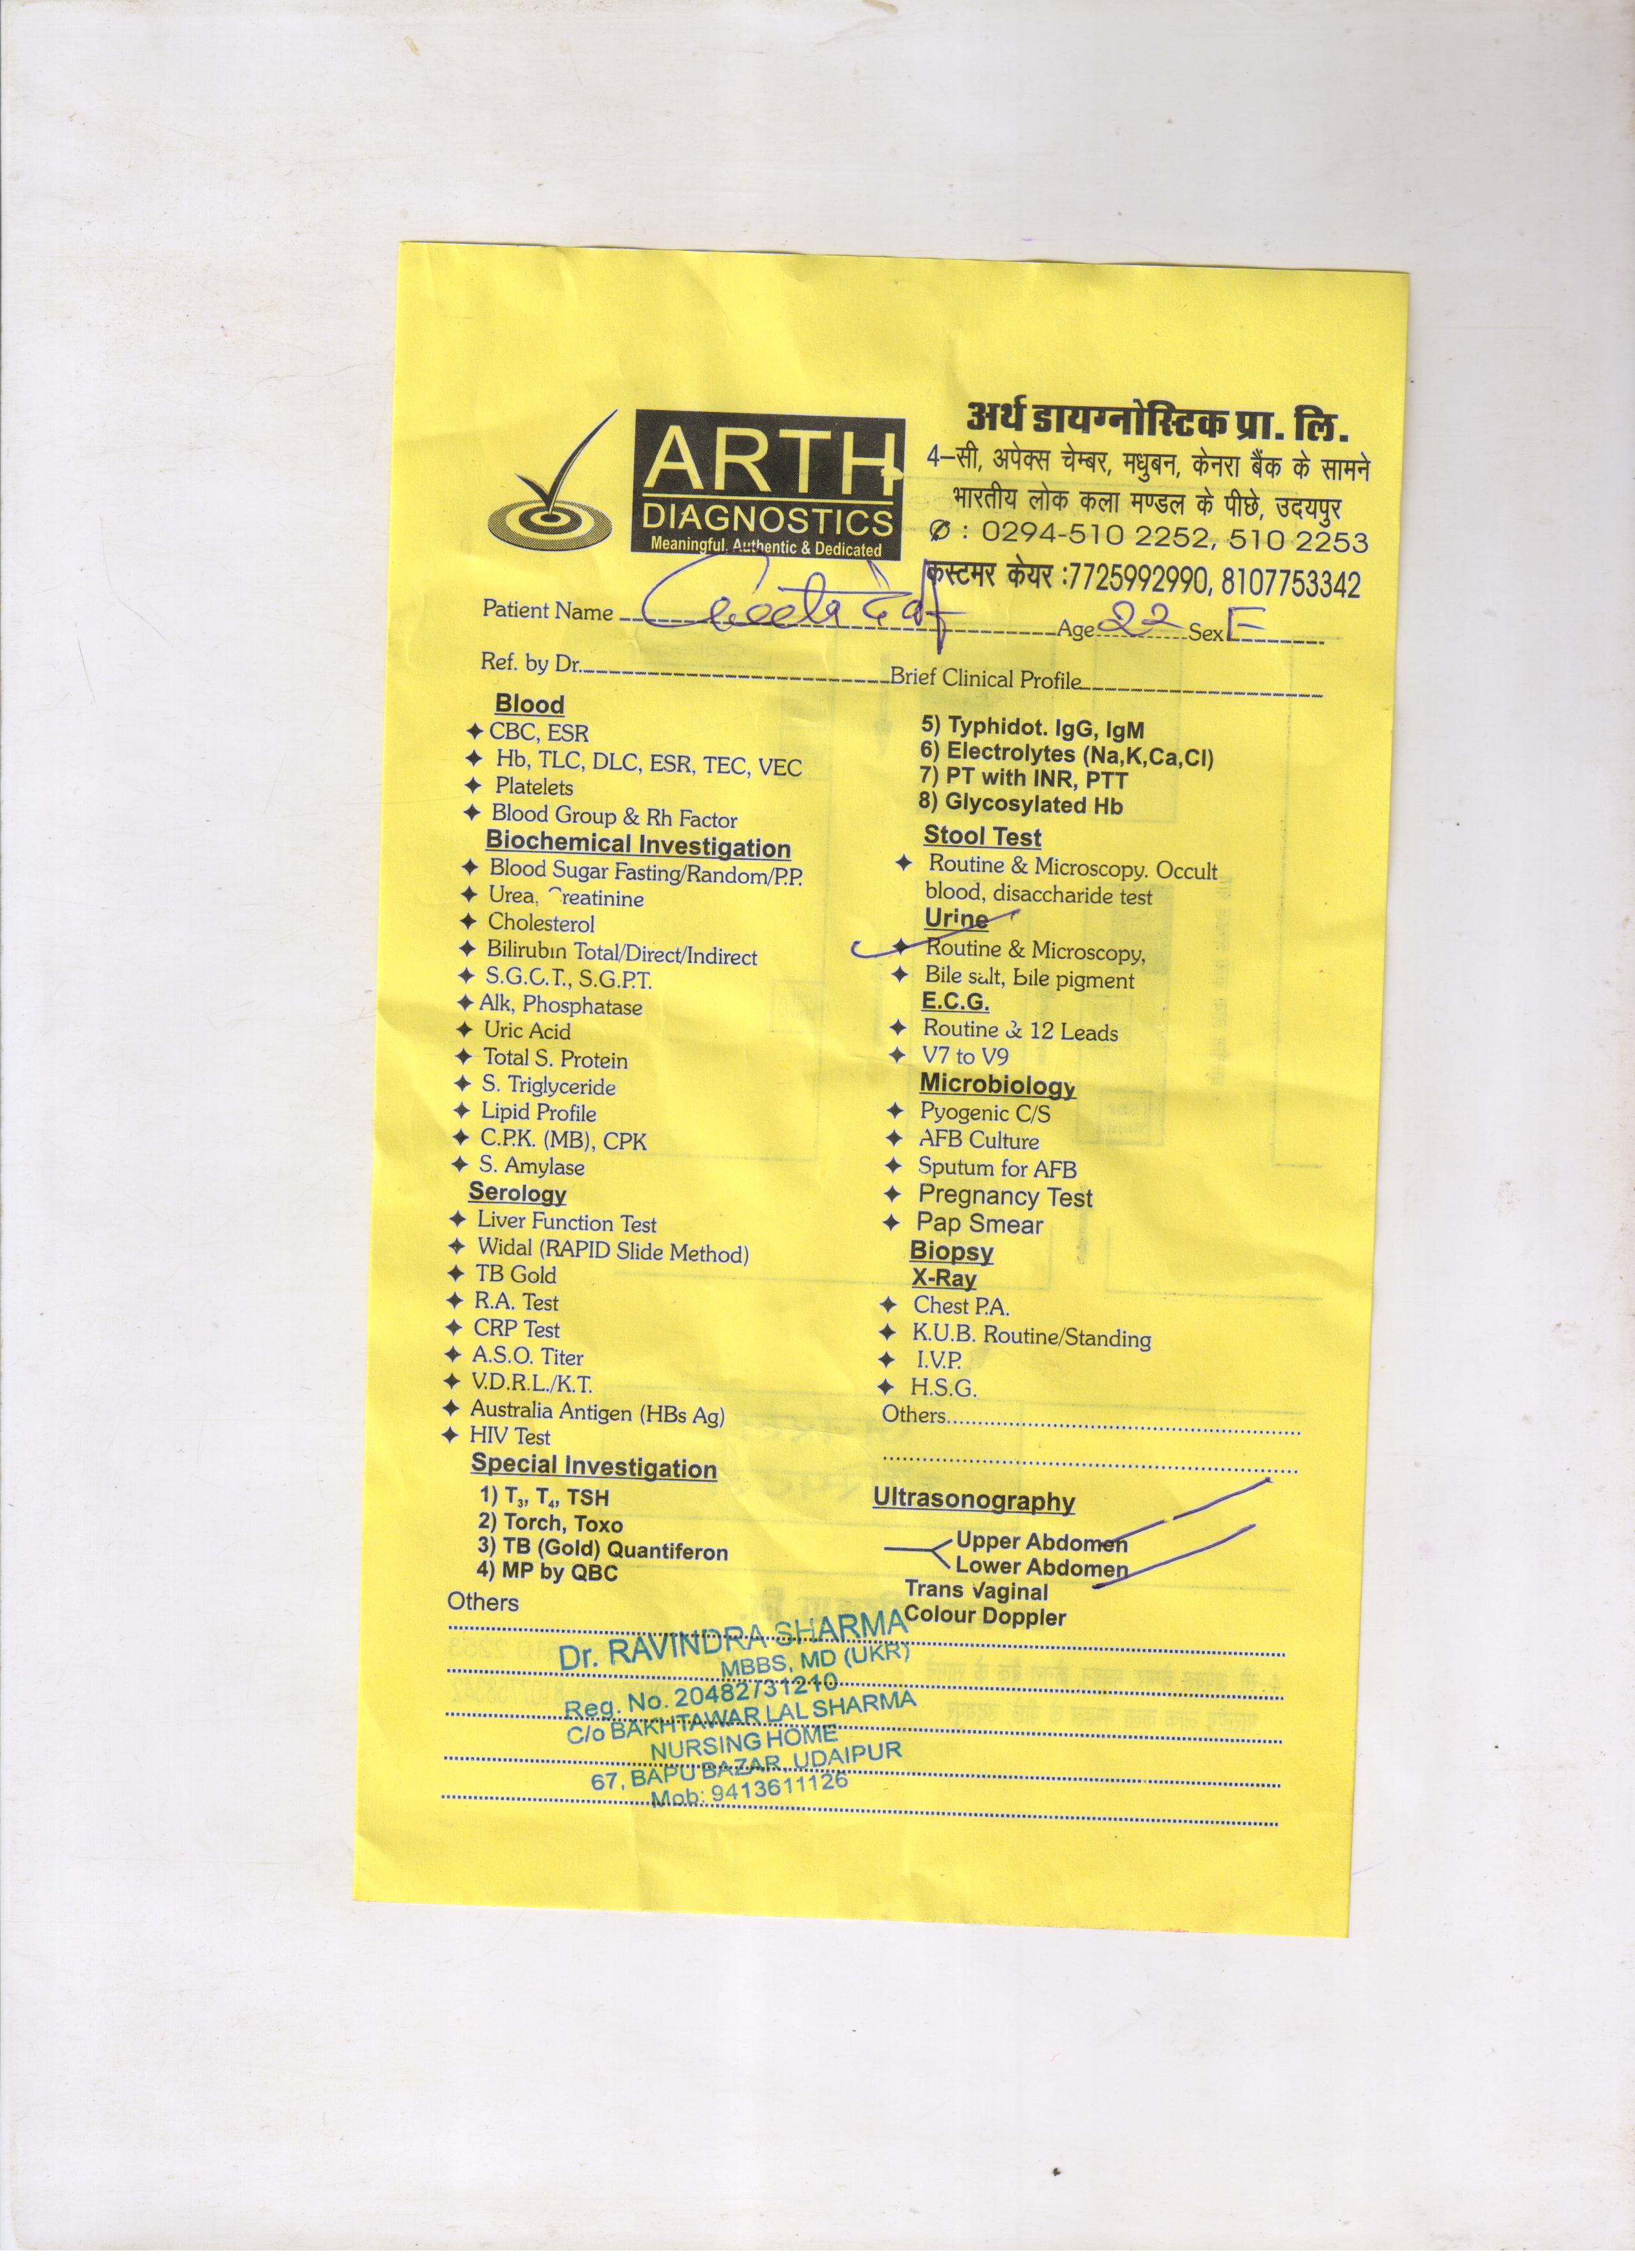 ARTH
DIAGNOSTICS
Meaningful, Authentic & Dedicated
अर्थ डायग्नोस्टिक प्रा. लि.
4–सी, अपेक्स चेम्बर, मधुबन, केनरा बैंक के सामने
भारतीय लोक कला मण्डल के पीछे, उदयपुर
: 0294-510 2252, 510 2253
कस्टमर केयर :7725992990, 8107753342
Patient Name Age 22 Sex F
Ref. by Dr. Brief Clinical Profile
Blood
CBC, ESR
Hb, TLC, DLC, ESR, TEC, VEC
Platelets
Blood Group & Rh Factor
Biochemical Investigation
Blood Sugar Fasting/Random/P.P.
Urea, Creatinine
Cholesterol
Bilirubin Total/Direct/Indirect
S.G.O.T., S.G.P.T.
Alk, Phosphatase
Uric Acid
Total S. Protein
S. Triglyceride
Lipid Profile
C.P.K. (MB), CPK
S. Amylase
Serology
Liver Function Test
Widal (RAPID Slide Method)
TB Gold
R.A. Test
CRP Test
A.S.O. Titer
V.D.R.L./K.T.
Australia Antigen (HBs Ag)
HIV Test
Special Investigation
1) T3, T4, TSH
2) Torch, Toxo
3) TB (Gold) Quantiferon
4) MP by QBC
Others
5) Typhidot. IgG, IgM
6) Electrolytes (Na,K,Ca,Cl)
7) PT with INR, PTT
8) Glycosylated Hb
Stool Test
Routine & Microscopy. Occult
blood, disaccharide test
Urine
Routine & Microscopy,
Bile salt, bile pigment
E.C.G.
Routine & 12 Leads
V7 to V9
Microbiology
Pyogenic C/S
AFB Culture
Sputum for AFB
Pregnancy Test
Pap Smear
Biopsy
X-Ray
Chest P.A.
K.U.B. Routine/Standing
I.V.P.
H.S.G.
Others
Ultrasonography
Upper Abdomen
Lower Abdomen
Trans Vaginal
Colour Doppler
Dr. RAVINDRA SHARMA
MBBS, MD (UKR)
Reg. No. 20482/31210
C/o BAKHTAWAR LAL SHARMA
NURSING HOME
67, BAPU BAZAR, UDAIPUR
Mob: 9413611126